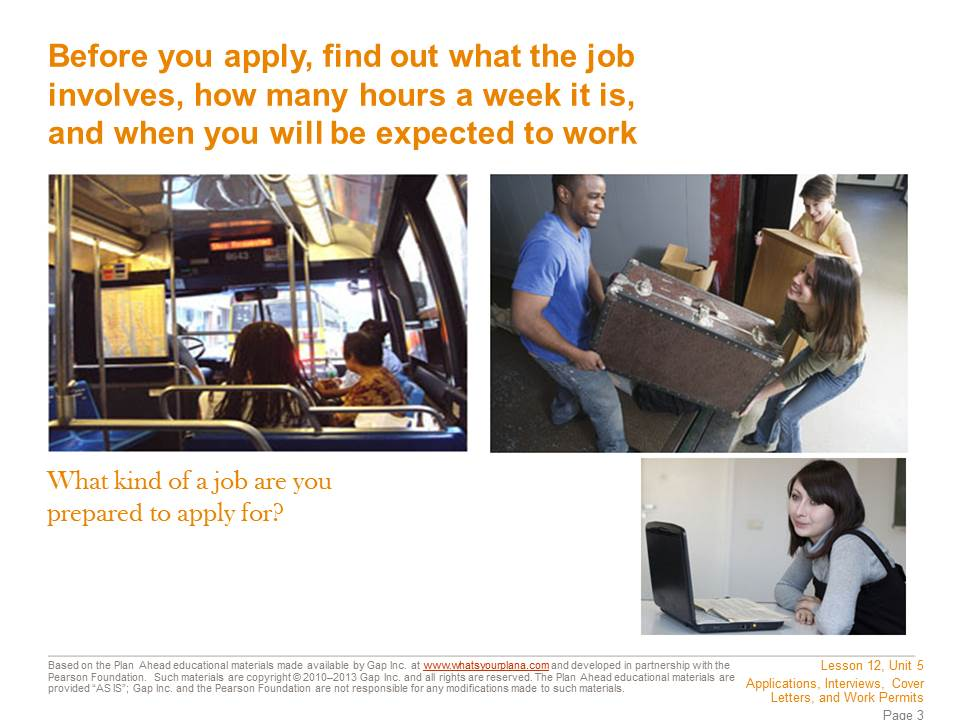 Before you apply, find out what the job
involves, how many hours a week it is,
and when you will be expected to work
Stop Requested
8643
What kind of a job are you
prepared to apply for?
Based on the Plan Ahead educational materials made available by Gap Inc. at www.whatsyourplana.com and developed in partnership with the
Pearson Foundation. Such materials are copyright © 2010–2013 Gap Inc. and all rights are reserved. The Plan Ahead educational materials are
provided “AS IS”; Gap Inc. and the Pearson Foundation are not responsible for any modifications made to such materials.
Lesson 12, Unit 5
Applications, Interviews, Cover
Letters, and Work Permits
Page 3